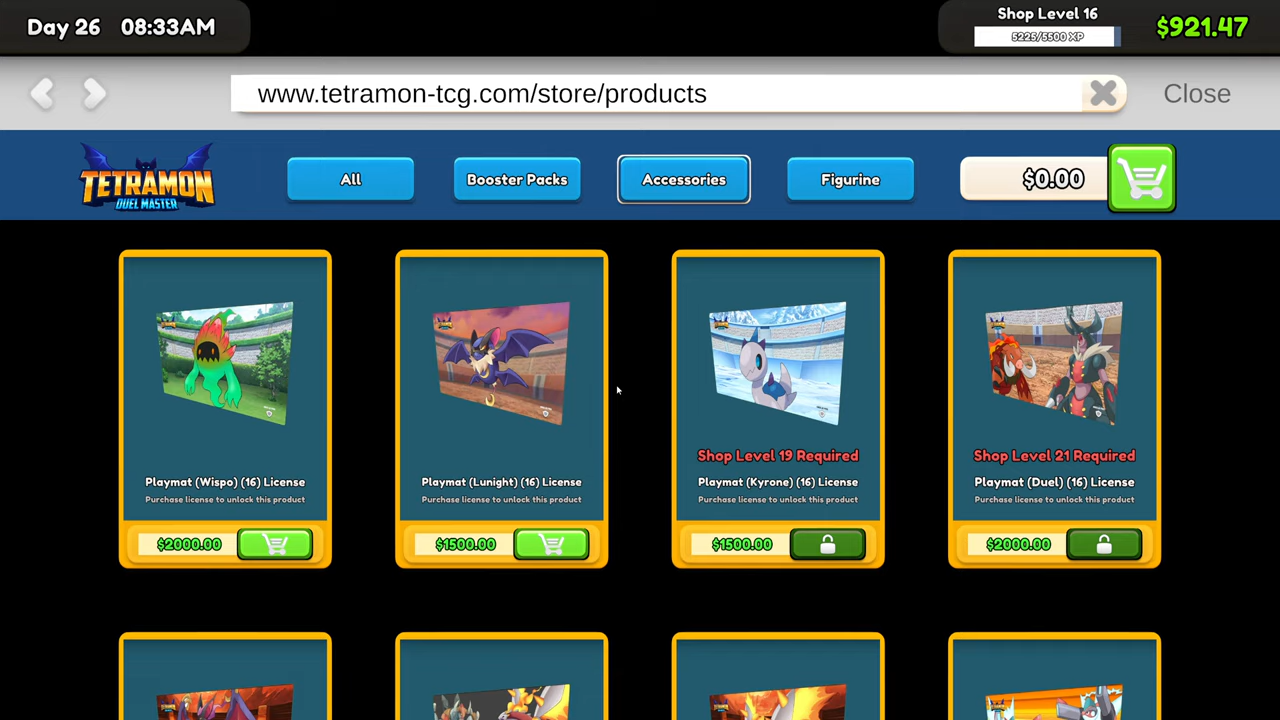 Day 26 08:33AM
Shop Level 16
5225/5500 XP
$921.47
www.tetramon-tcg.com/store/products
Close
TETRAMON
DUEL MASTER
All
Booster Packs
Accessories
Figurine
$0.00
Shop Level 19 Required
Shop Level 21 Required
Playmat (Wispo) (16) License
Playmat (Lunight) (16) License
Playmat (Kyrone) (16) License
Playmat (Duel) (16) License
Purchase license to unlock this product
Purchase license to unlock this product
Purchase license to unlock this product
Purchase license to unlock this product
$2000.00
$1500.00
$1500.00
$2000.00